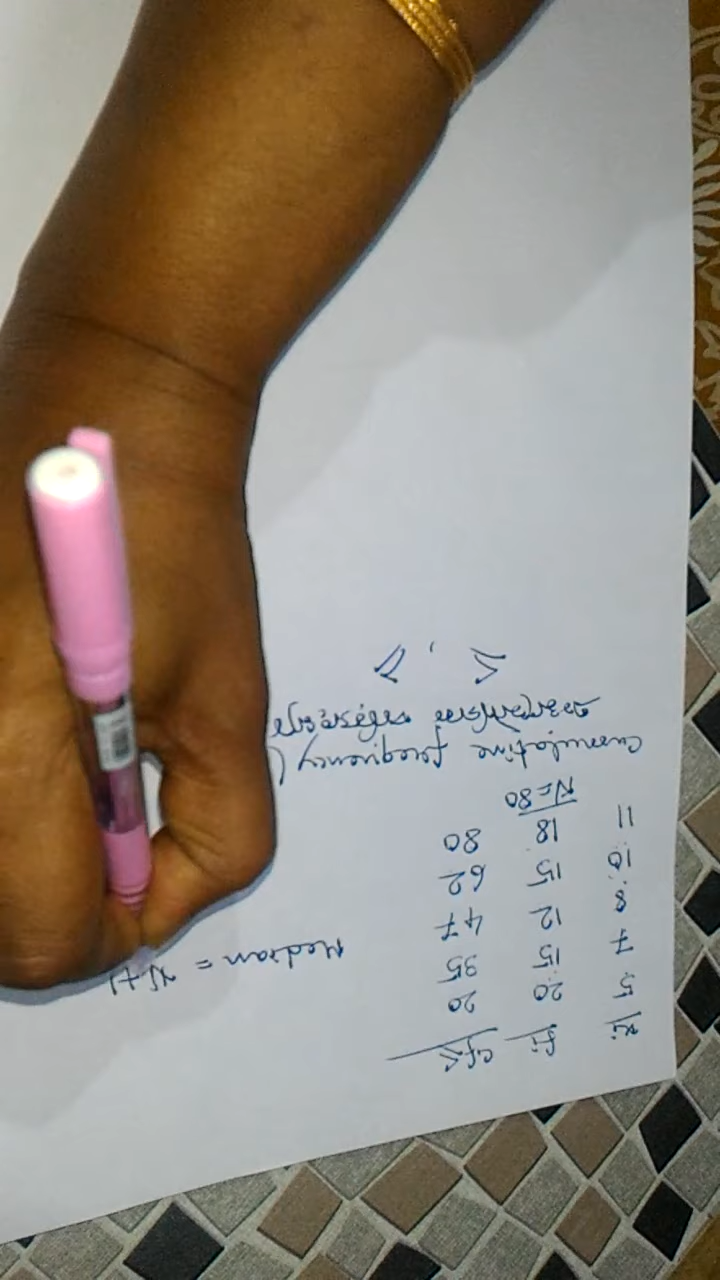 xi fi cf≤
5 20 20
7 15 35
8 12 47
10 15 62
11 18 80
N=80
Median = N+1
Cumulative frequency (
< , >